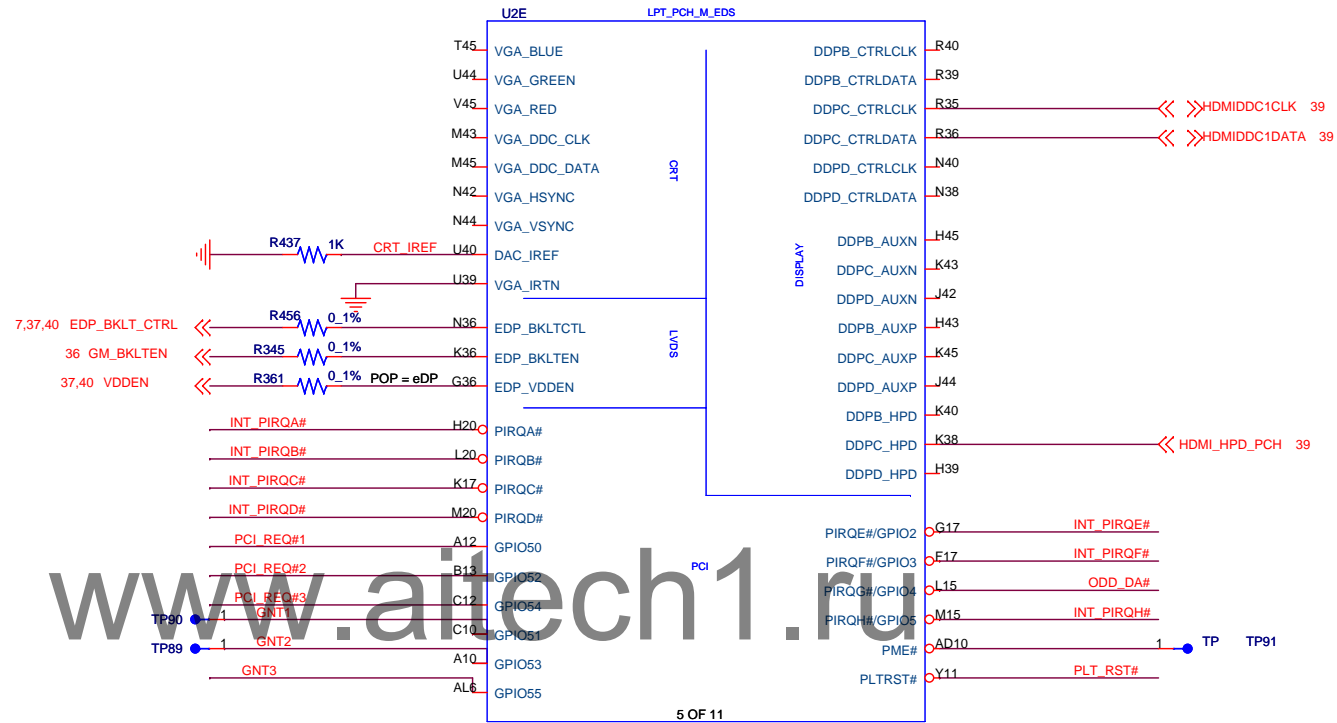 U2E
LPT_PCH_M_EDS
T45 VGA_BLUE
U44 VGA_GREEN
V45 VGA_RED
M43 VGA_DDC_CLK
M45 VGA_DDC_DATA
N42 VGA_HSYNC
N44 VGA_VSYNC
R437 1K CRT_IREF U40 DAC_IREF
U39 VGA_IRTN
7,37,40 EDP_BKLT_CTRL R456 0_1% N36 EDP_BKLTCTL
36 GM_BKLTEN R345 0_1% K36 EDP_BKLTEN
37,40 VDDEN R361 0_1% POP = eDP G36 EDP_VDDEN
INT_PIRQA# H20 PIRQA#
INT_PIRQB# L20 PIRQB#
INT_PIRQC# K17 PIRQC#
INT_PIRQD# M20 PIRQD#
PCI_REQ#1 A12 GPIO50
PCI_REQ#2 B13 GPIO52
PCI_REQ#3 C12 GPIO54
TP90 1 GNT1 C10 GPIO51
TP89 1 GNT2 A10 GPIO53
GNT3 AL6 GPIO55
CRT
LVDS
DISPLAY
PCI
DDPB_CTRLCLK R40
DDPB_CTRLDATA R39
DDPC_CTRLCLK R35 HDMIDDC1CLK 39
DDPC_CTRLDATA R36 HDMIDDC1DATA 39
DDPD_CTRLCLK N40
DDPD_CTRLDATA N38
DDPB_AUXN H45
DDPC_AUXN K43
DDPD_AUXN J42
DDPB_AUXP H43
DDPC_AUXP K45
DDPD_AUXP J44
DDPB_HPD K40
DDPC_HPD K38 HDMI_HPD_PCH 39
DDPD_HPD H39
PIRQE#/GPIO2 G17 INT_PIRQE#
PIRQF#/GPIO3 F17 INT_PIRQF#
PIRQG#/GPIO4 L15 ODD_DA#
PIRQH#/GPIO5 M15 INT_PIRQH#
PME# AD10 1 TP TP91
PLTRST# Y11 PLT_RST#
5 OF 11
www.aitech1.ru